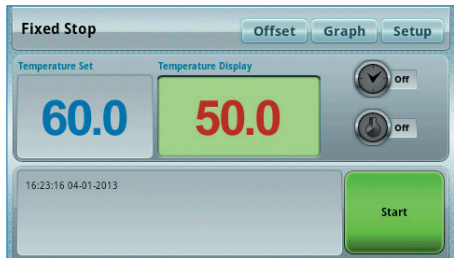 Fixed Stop Offset Graph Setup
Temperature Set Temperature Display
60.0 50.0
Off
Off
16:23:16 04-01-2013
Start